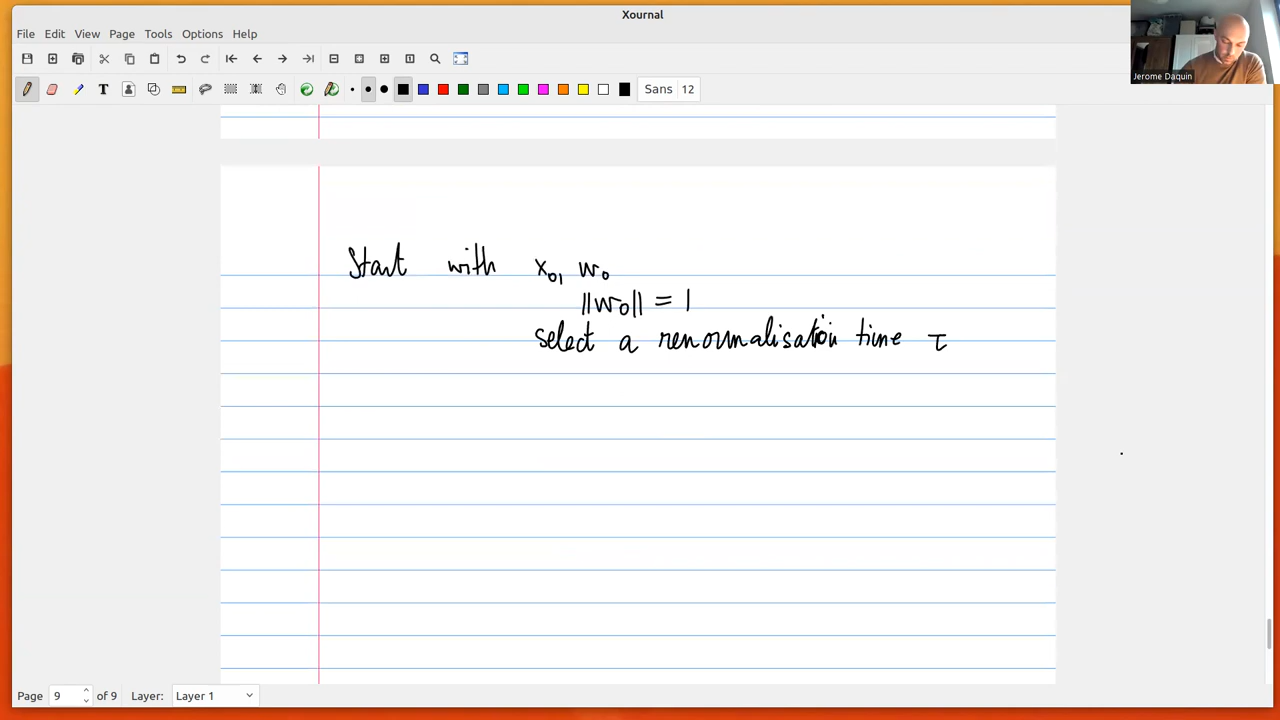 Xournal
File Edit View Page Tools Options Help
Jerome Daquin
Sans 12
Start with x₀, w₀
||w₀|| = 1
select a renormalisation time τ
Page 9 of 9 Layer: Layer 1